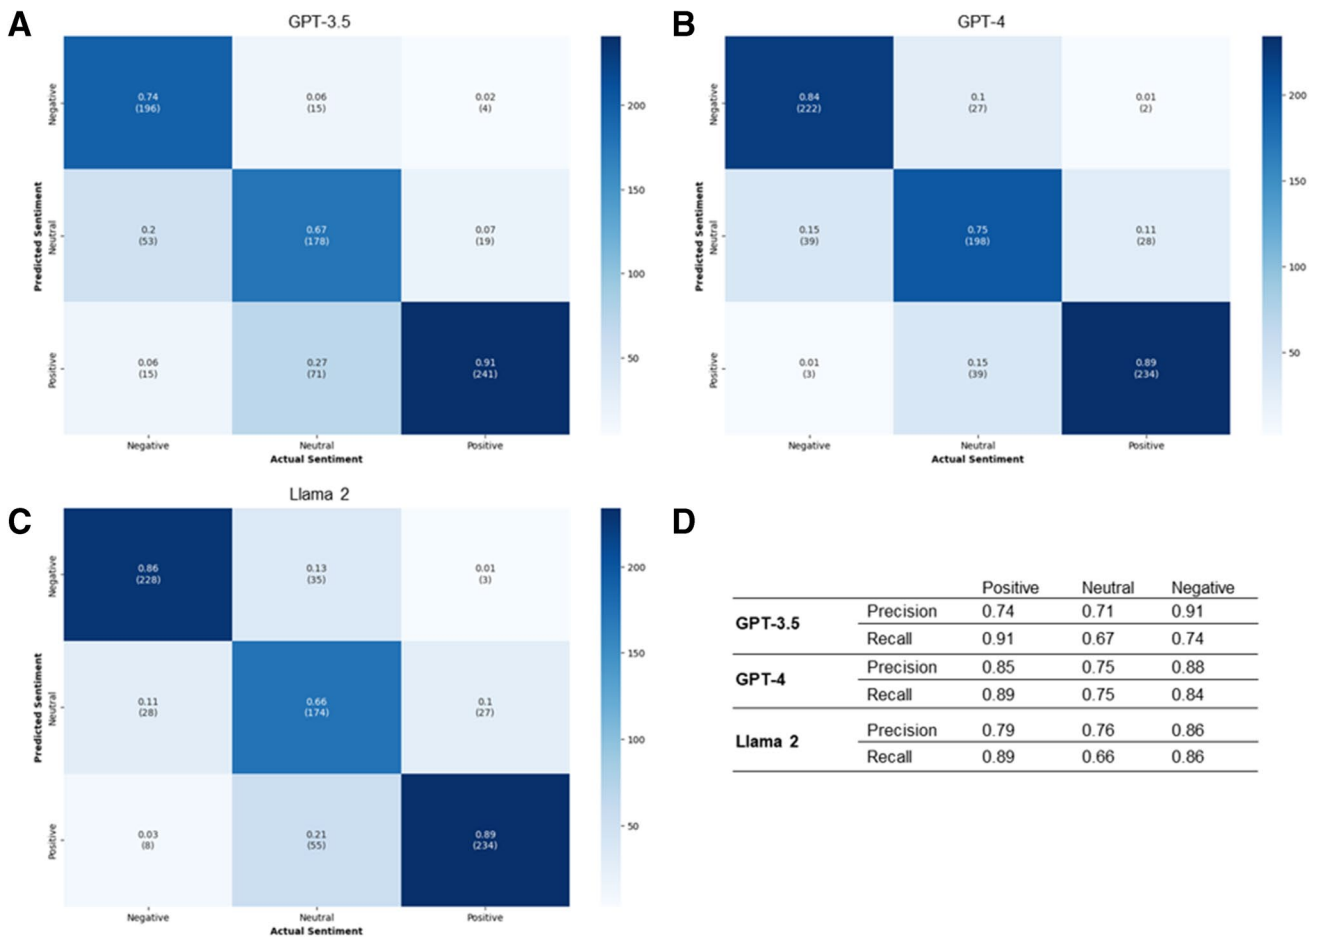 A
GPT-3.5
Negative
Neutral
Positive
Predicted Sentiment
0.74
(196)
0.06
(15)
0.02
(4)
0.2
(53)
0.67
(178)
0.07
(19)
0.06
(15)
0.27
(71)
0.91
(241)
Negative Neutral Positive
Actual Sentiment
200
150
100
50
B
GPT-4
Negative
Neutral
Positive
Predicted Sentiment
0.84
(222)
0.1
(27)
0.01
(2)
0.15
(39)
0.75
(198)
0.11
(28)
0.01
(3)
0.15
(39)
0.89
(234)
Negative Neutral Positive
Actual Sentiment
200
150
100
50
C
Llama 2
Negative
Neutral
Positive
Predicted Sentiment
0.86
(228)
0.13
(35)
0.01
(3)
0.11
(28)
0.66
(174)
0.1
(27)
0.03
(8)
0.21
(55)
0.89
(234)
Negative Neutral Positive
Actual Sentiment
200
150
100
50
D
Positive Neutral Negative
GPT-3.5
Precision 0.74 0.71 0.91
Recall 0.91 0.67 0.74
GPT-4
Precision 0.85 0.75 0.88
Recall 0.89 0.75 0.84
Llama 2
Precision 0.79 0.76 0.86
Recall 0.89 0.66 0.86